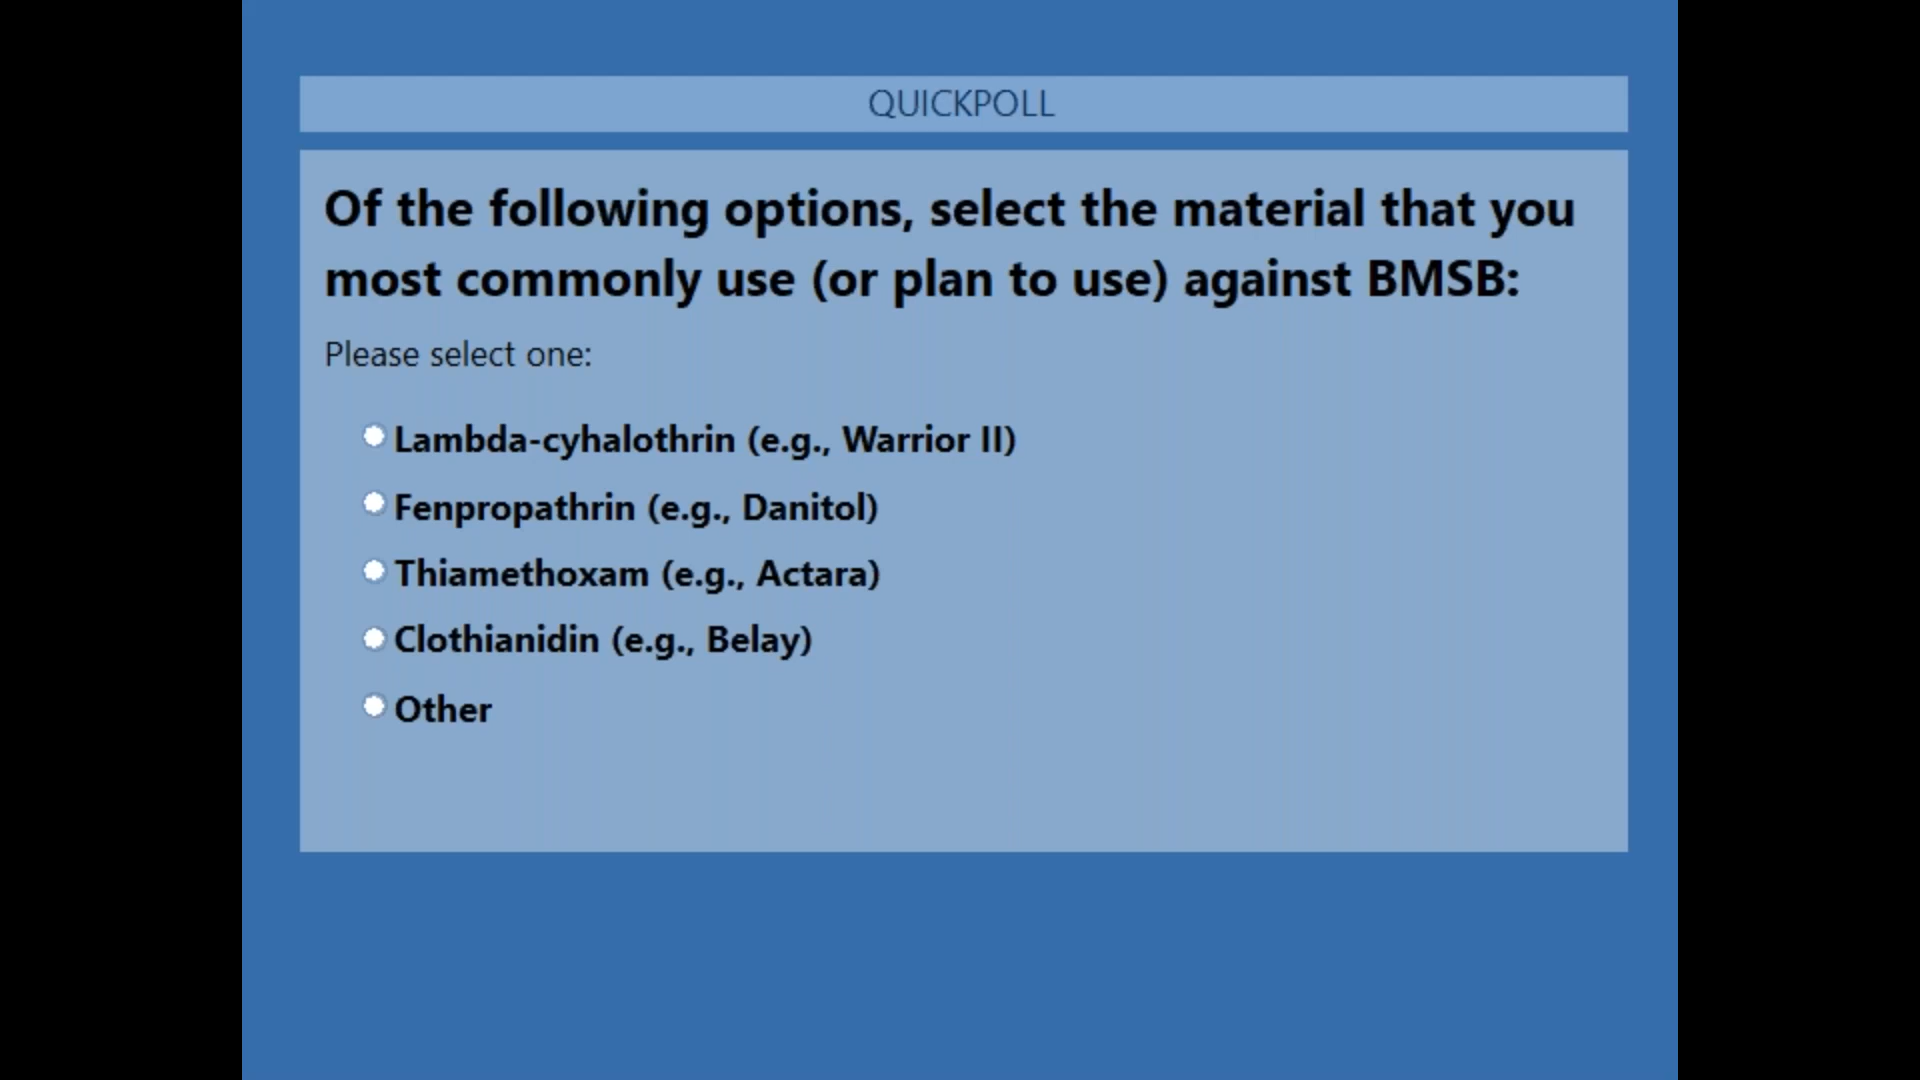 QUICKPOLL
Of the following options, select the material that you
most commonly use (or plan to use) against BMSB:
Please select one:
Lambda-cyhalothrin (e.g., Warrior II)
Fenpropathrin (e.g., Danitol)
Thiamethoxam (e.g., Actara)
Clothianidin (e.g., Belay)
Other